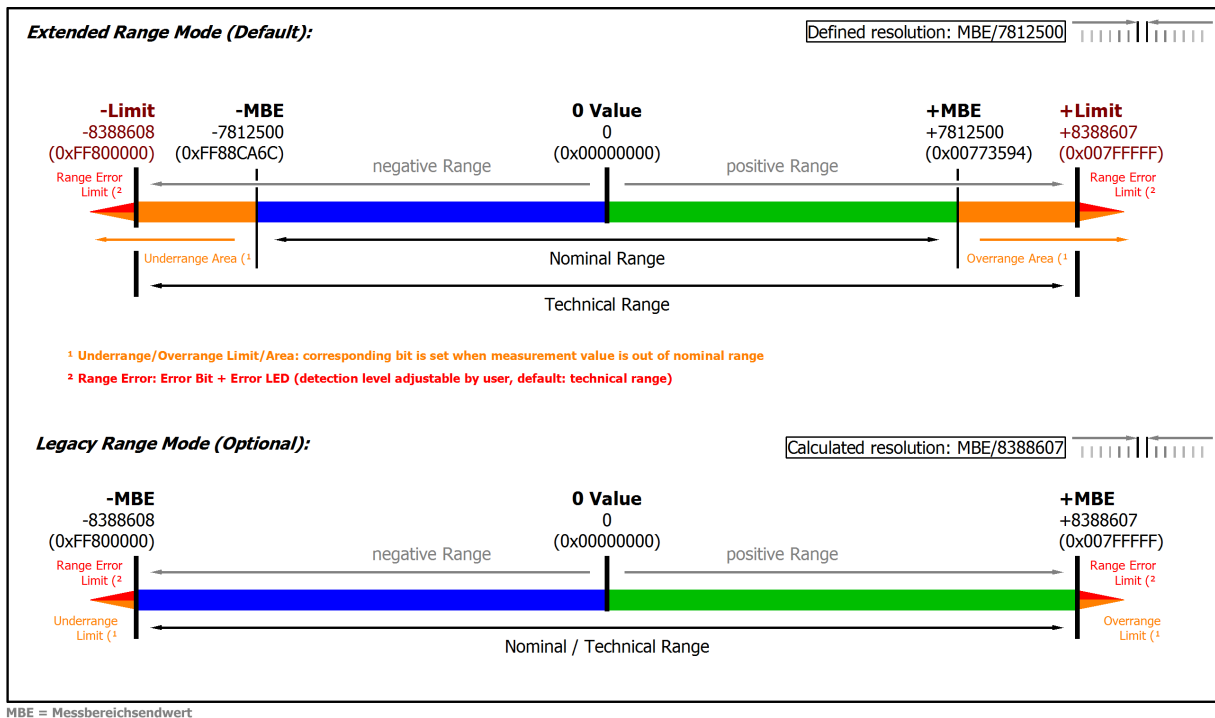 Extended Range Mode (Default):
Defined resolution: MBE/7812500
-Limit
-8388608
(0xFF800000)
-MBE
-7812500
(0xFF88CA6C)
0 Value
0
(0x00000000)
+MBE
+7812500
(0x00773594)
+Limit
+8388607
(0x007FFFFF)
negative Range
positive Range
Range Error
Limit (²
Range Error
Limit (²
Underrange Area (¹
Nominal Range
Overrange Area (¹
Technical Range
¹ Underrange/Overrange Limit/Area: corresponding bit is set when measurement value is out of nominal range
² Range Error: Error Bit + Error LED (detection level adjustable by user, default: technical range)
Legacy Range Mode (Optional):
Calculated resolution: MBE/8388607
-MBE
-8388608
(0xFF800000)
0 Value
0
(0x00000000)
+MBE
+8388607
(0x007FFFFF)
negative Range
positive Range
Range Error
Limit (²
Range Error
Limit (²
Underrange
Limit (¹
Overrange
Limit (¹
Nominal / Technical Range
MBE = Messbereichsendwert